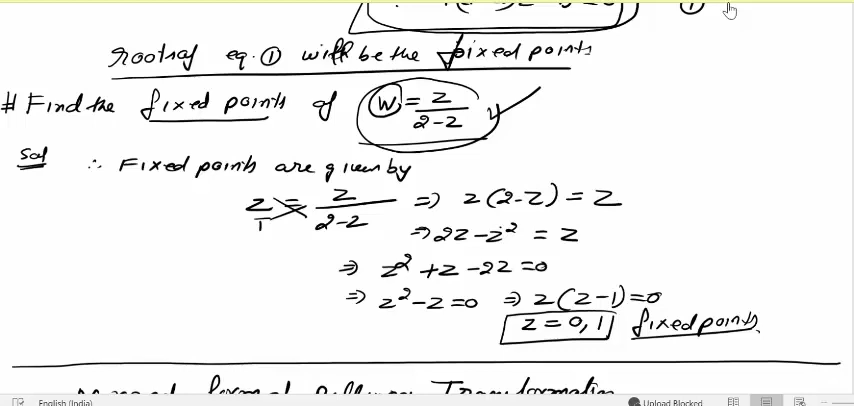 Roots of eq. ① will be the fixed points
# Find the fixed points of W = z/(2-z)
Sol ∴ Fixed points are given by
z/1 = z/(2-z) ⇒ z(2-z) = z
⇒ 2z - z² = z
⇒ z² + z - 2z = 0
⇒ z² - z = 0 ⇒ z(z-1) = 0
z = 0, 1 fixed points
Transformation
English (India) Upload Blocked